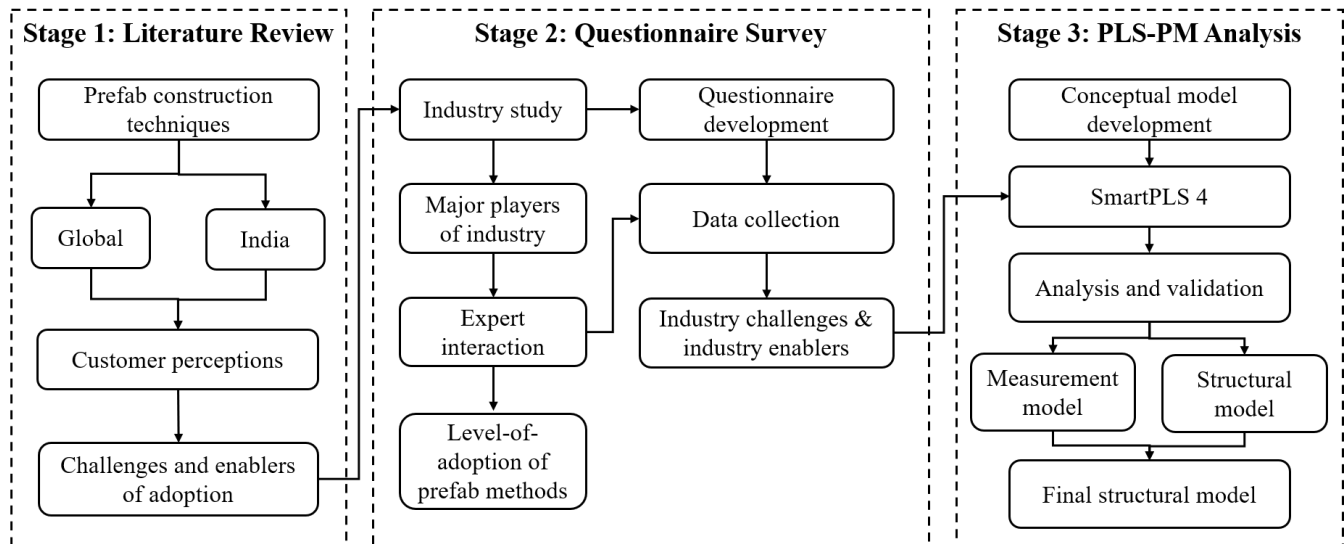 Stage 1: Literature Review
Prefab construction
techniques
Global
India
Customer perceptions
Challenges and enablers
of adoption
Stage 2: Questionnaire Survey
Industry study
Major players
of industry
Expert
interaction
Level-of-
adoption of
prefab methods
Questionnaire
development
Data collection
Industry challenges &
industry enablers
Stage 3: PLS-PM Analysis
Conceptual model
development
SmartPLS 4
Analysis and validation
Measurement
model
Structural
model
Final structural model